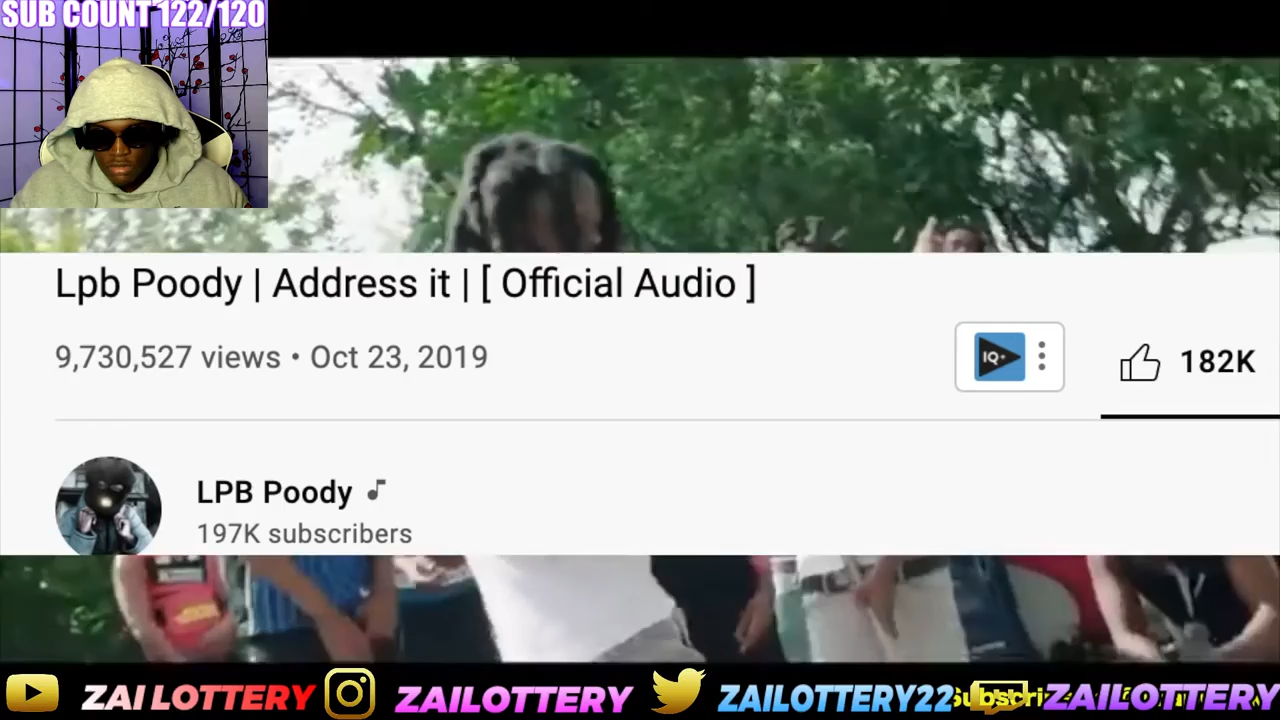 SUB COUNT 122/120
Lpb Poody | Address it | [ Official Audio ]
9,730,527 views • Oct 23, 2019
IQ+
182K
LPB Poody
197K subscribers
ZAI LOTTERY
ZAILOTTERY
ZAILOTTERY22
ZAILOTTERY